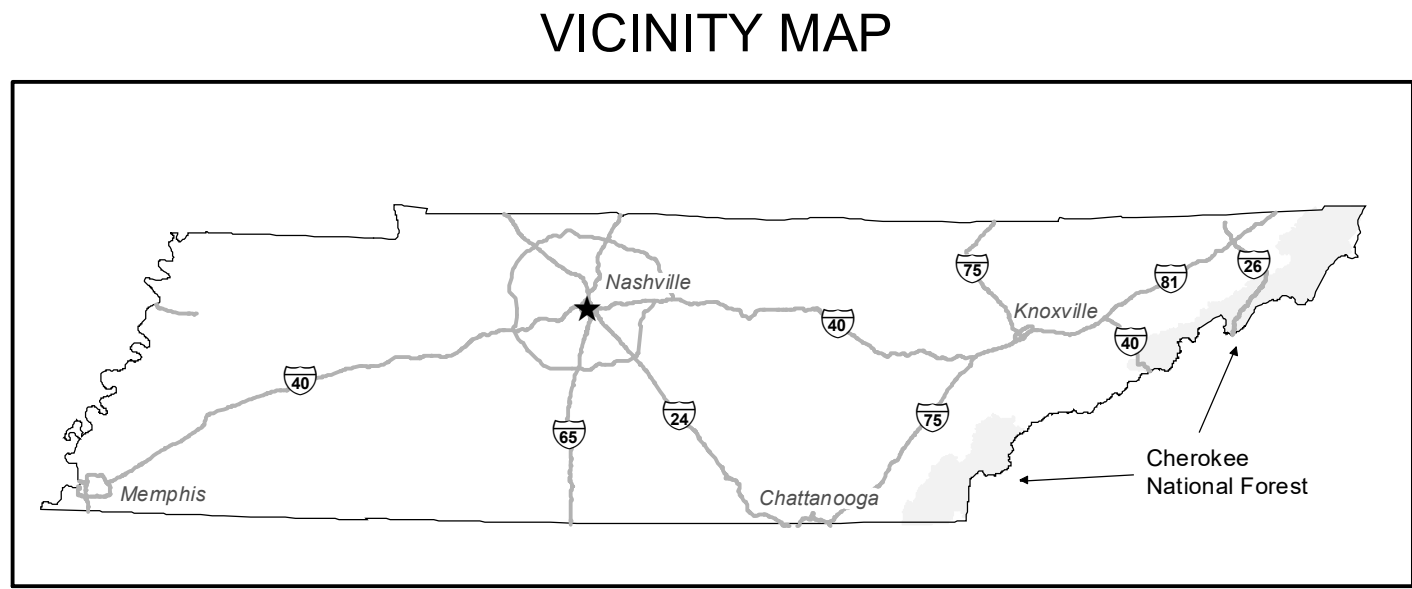 VICINITY MAP
26
75
81
Nashville
Knoxville
40
40
40
75
24
65
Cherokee
National Forest
Memphis
Chattanooga